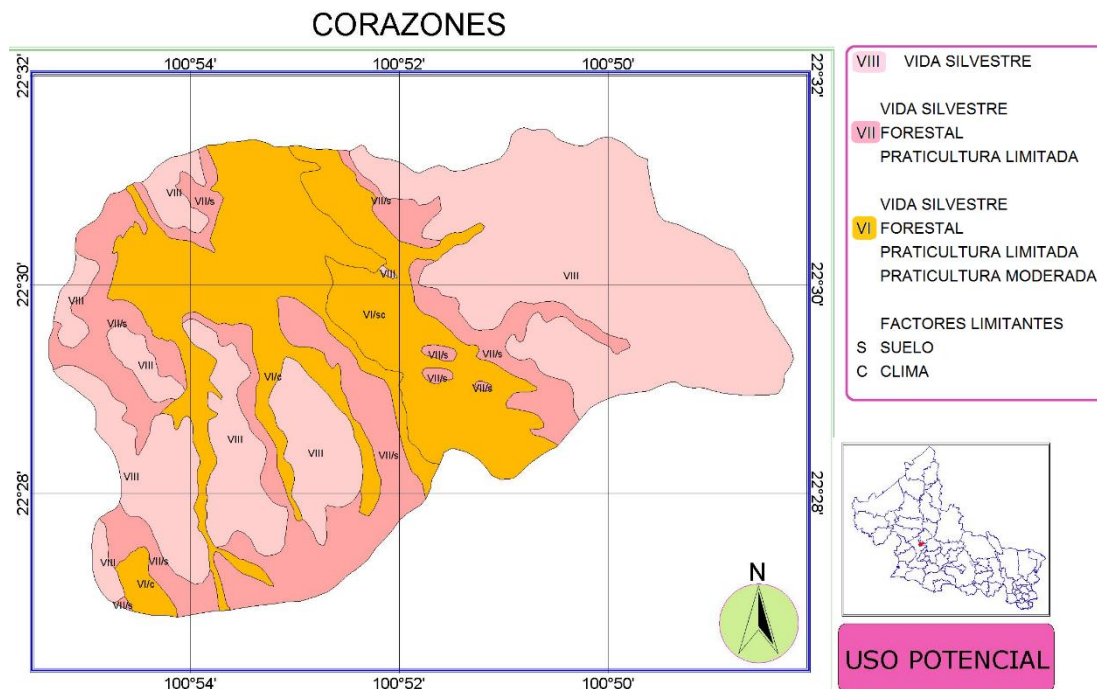 CORAZONES
100°54'
100°52'
100°50'
22°32'
22°32'
VIII VIDA SILVESTRE
VIDA SILVESTRE
VII FORESTAL
PRATICULTURA LIMITADA
VIDA SILVESTRE
VI FORESTAL
PRATICULTURA LIMITADA
PRATICULTURA MODERADA
FACTORES LIMITANTES
S SUELO
C CLIMA
VIII
VII/s
VII/s
VIII
VIII
22°30'
22°30'
VIII
VI/sc
VII/s
VIII
VII/s
VII/s
VI/c
VII/s
VII/s
VIII
VII/s
VIII
22°28'
22°28'
VIII
VII/s
VI/c
VII/s
N
100°54'
100°52'
100°50'
USO POTENCIAL